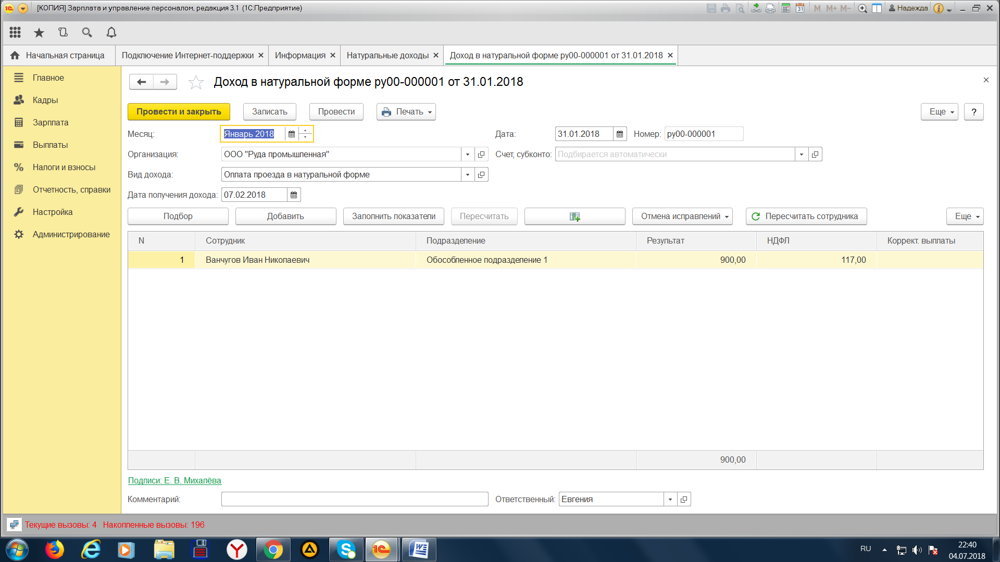 [КОПИЯ] Зарплата и управление персоналом, редакция 3.1 (1С:Предприятие)
31 M M+ M- Надежда
Начальная страница Подключение Интернет-поддержки Информация Натуральные доходы Доход в натуральной форме ру00-000001 от 31.01.2018
Главное
Кадры
Зарплата
Выплаты
Налоги и взносы
Отчетность, справки
Настройка
Администрирование
Доход в натуральной форме ру00-000001 от 31.01.2018
Провести и закрыть Записать Провести Печать Еще ?
Месяц: Январь 2018 Дата: 31.01.2018 Номер: ру00-000001
Организация: ООО "Руда промышленная" Счет, субконто: Подбирается автоматически
Вид дохода: Оплата проезда в натуральной форме
Дата получения дохода: 07.02.2018
Подбор Добавить Заполнить показатели Пересчитать Отмена исправлений Пересчитать сотрудника Еще
N Сотрудник Подразделение Результат НДФЛ Коррект. выплаты
1 Ванчугов Иван Николаевич Обособленное подразделение 1 900,00 117,00
900,00
Подписи: Е. В. Михалёва
Комментарий: Ответственный: Евгения
Текущие вызовы: 4 Накопленные вызовы: 196
RU 22:40
04.07.2018